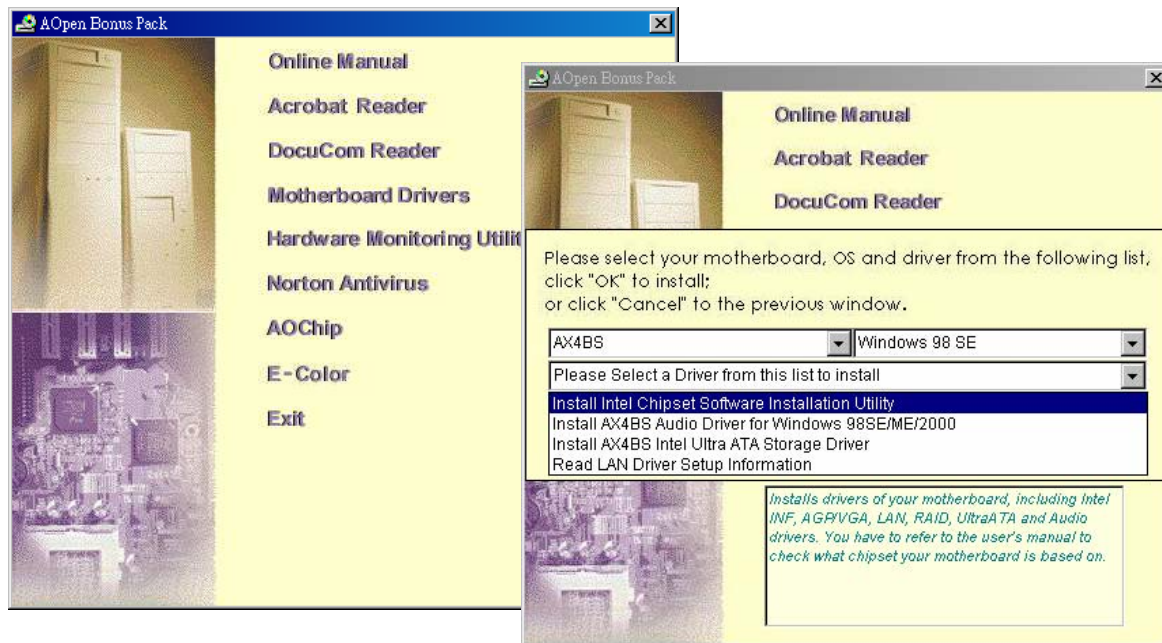 AOpen Bonus Pack
Online Manual
Acrobat Reader
DocuCom Reader
Motherboard Drivers
Hardware Monitoring
Norton Antivirus
AOChip
E-Color
Exit
AOpen Bonus Pack
Online Manual
Acrobat Reader
DocuCom Reader
Please select your motherboard, OS and driver from the following list,
click "OK" to install;
or click "Cancel" to the previous window.
AX4BS Windows 98 SE
Please Select a Driver from this list to install
Install Intel Chipset Software Installation Utility
Install AX4BS Audio Driver for Windows 98SE/ME/2000
Install AX4BS Intel Ultra ATA Storage Driver
Read LAN Driver Setup Information
Installs drivers of your motherboard, including Intel
INF, AGP/VGA, LAN, RAID, UltraATA and Audio
drivers. You have to refer to the user's manual to
check what chipset your motherboard is based on.